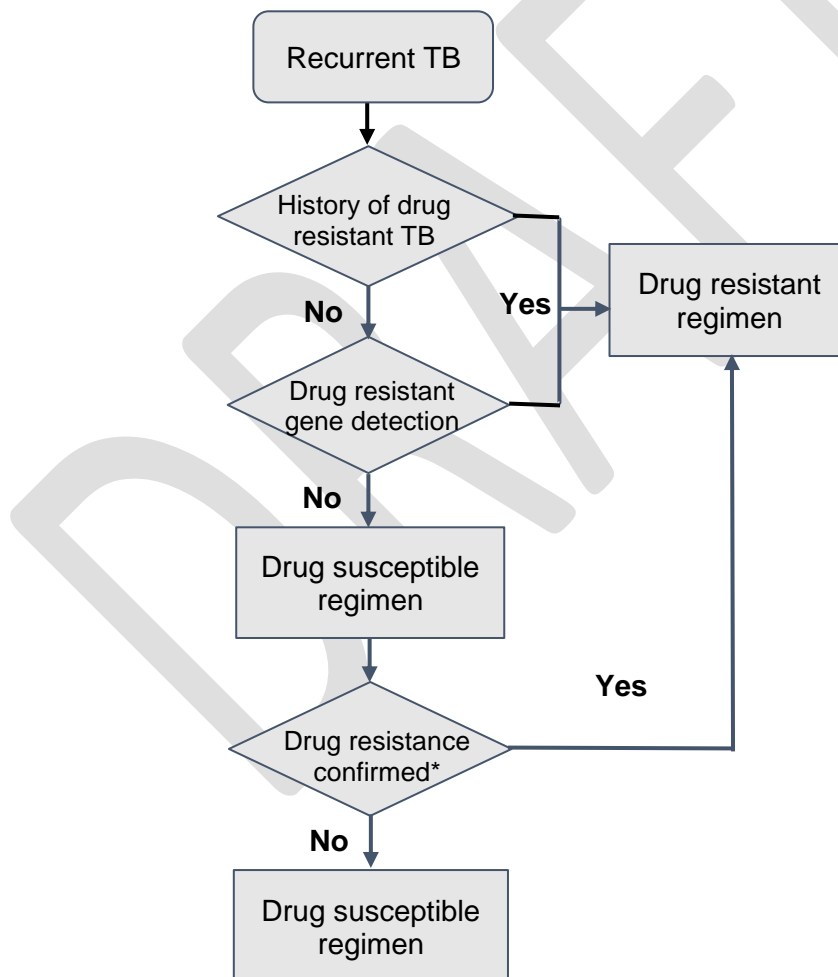 Recurrent TB
History of drug
resistant TB
Drug resistant
regimen
No
Yes
Drug resistant
gene detection
No
Drug susceptible
regimen
Yes
Drug resistance
confirmed*
No
Drug susceptible
regimen
DRAF